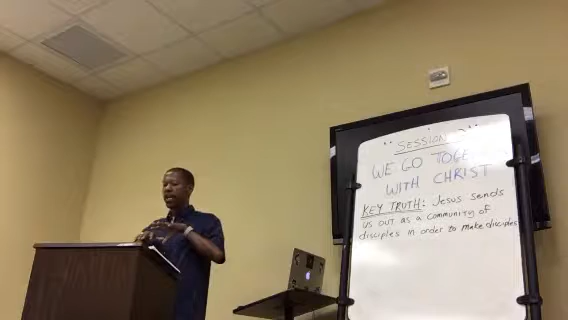 "SESSION
WE GO TOGE
WITH CHRIST
KEY TRUTH: Jesus sends
us out as a community of
disciples in order to make disciples